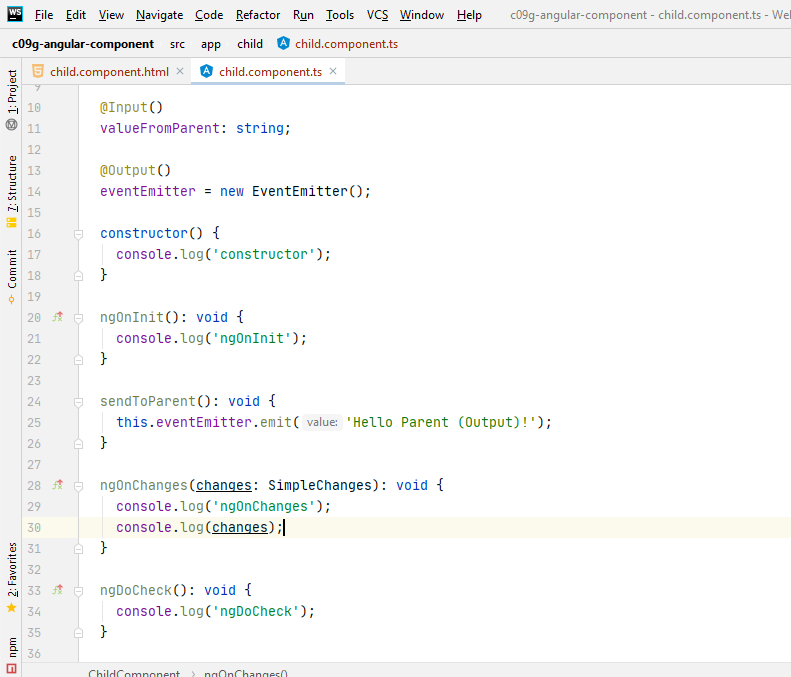 WS File Edit View Navigate Code Refactor Run Tools VCS Window Help c09g-angular-component - child.component.ts - Web
c09g-angular-component src app child child.component.ts
child.component.html child.component.ts
1: Project
7: Structure
Commit
2: Favorites
npm
9
10 @Input()
11 valueFromParent: string;
12
13 @Output()
14 eventEmitter = new EventEmitter();
15
16 constructor() {
17 console.log('constructor');
18 }
19
20 ngOnInit(): void {
21 console.log('ngOnInit');
22 }
23
24 sendToParent(): void {
25 this.eventEmitter.emit( value: 'Hello Parent (Output)!');
26 }
27
28 ngOnChanges(changes: SimpleChanges): void {
29 console.log('ngOnChanges');
30 console.log(changes);
31 }
32
33 ngDoCheck(): void {
34 console.log('ngDoCheck');
35 }
36
ChildComponent › ngOnChanges()